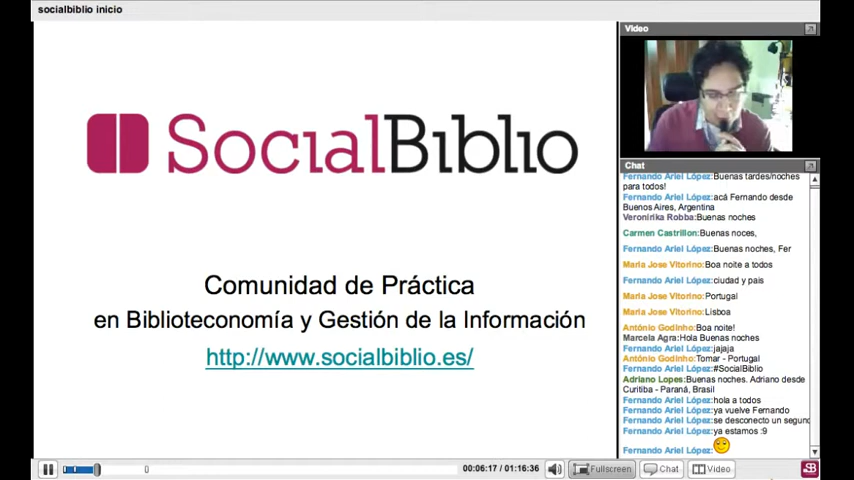 socialbiblio inicio
SocialBiblio
Comunidad de Práctica
en Biblioteconomía y Gestión de la Información
http://www.socialbiblio.es/
Video
Chat
Fernando Ariel López:Buenas tardes/noches
para todos!
Fernando Ariel López:acá Fernando desde
Buenos Aires, Argentina
Veronírika Robba:Buenas noches
Carmen Castrillon:Buenas noces,
Fernando Ariel López:Buenas noches, Fer
Maria Jose Vitorino:Boa noite a todos
Fernando Ariel López:ciudad y pais
Maria Jose Vitorino:Portugal
Maria Jose Vitorino:Lisboa
António Godinho:Boa noite!
Marcela Agra:Hola Buenas noches
Fernando Ariel López:jajaja
António Godinho:Tomar - Portugal
Fernando Ariel López:#SocialBiblio
Adriano Lopes:Buenas noches. Adriano desde
Curitiba - Paraná, Brasil
Fernando Ariel López:hola a todos
Fernando Ariel López:ya vuelve Fernando
Fernando Ariel López:se desconecto un segundo
Fernando Ariel López:ya estamos :9
Fernando Ariel López:
00:06:17 / 01:16:36
Fullscreen
Chat
Video
SB